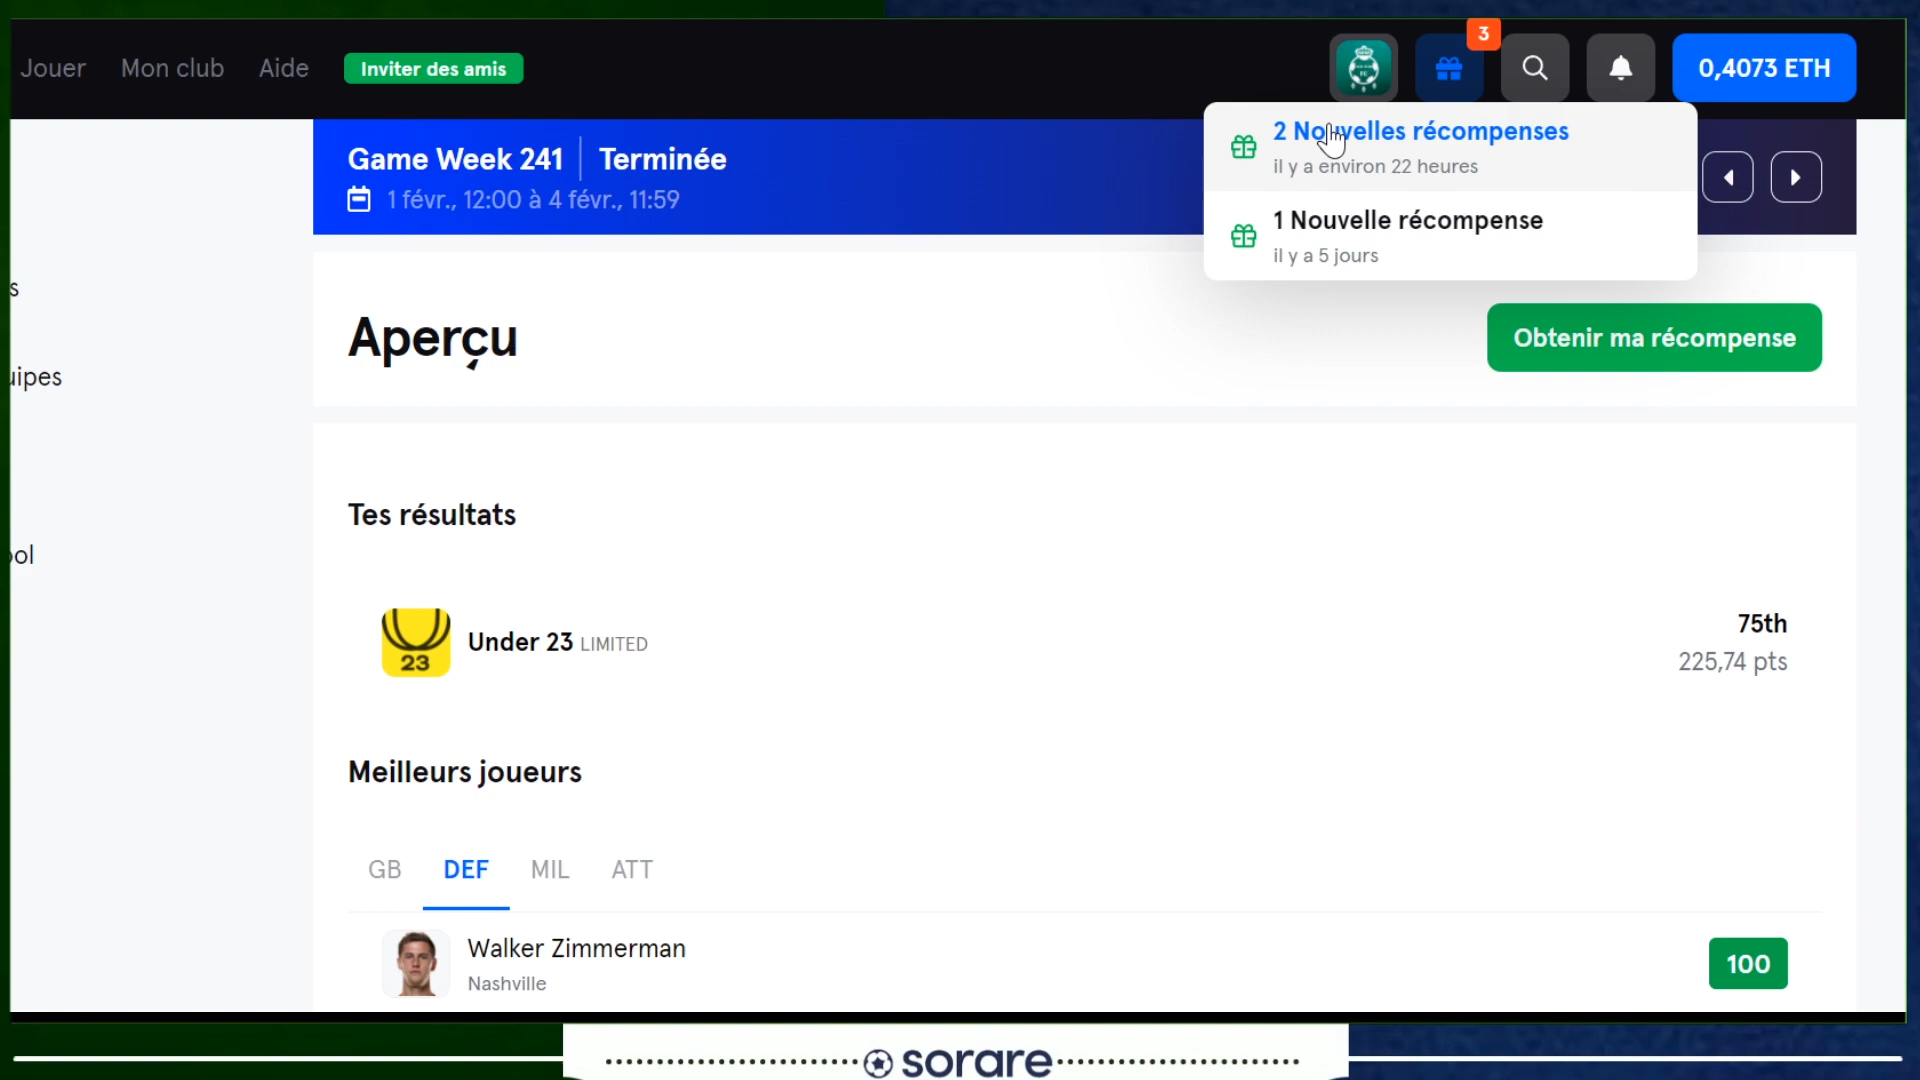 Jouer Mon club Aide Inviter des amis
3
0,4073 ETH
2 Nouvelles récompenses
il y a environ 22 heures
1 Nouvelle récompense
il y a 5 jours
Game Week 241 Terminée
1 févr., 12:00 à 4 févr., 11:59
s
uipes
ool
Aperçu
Obtenir ma récompense
Tes résultats
23
Under 23 LIMITED
75th
225,74 pts
Meilleurs joueurs
GB DEF MIL ATT
Walker Zimmerman
Nashville
100
sorare